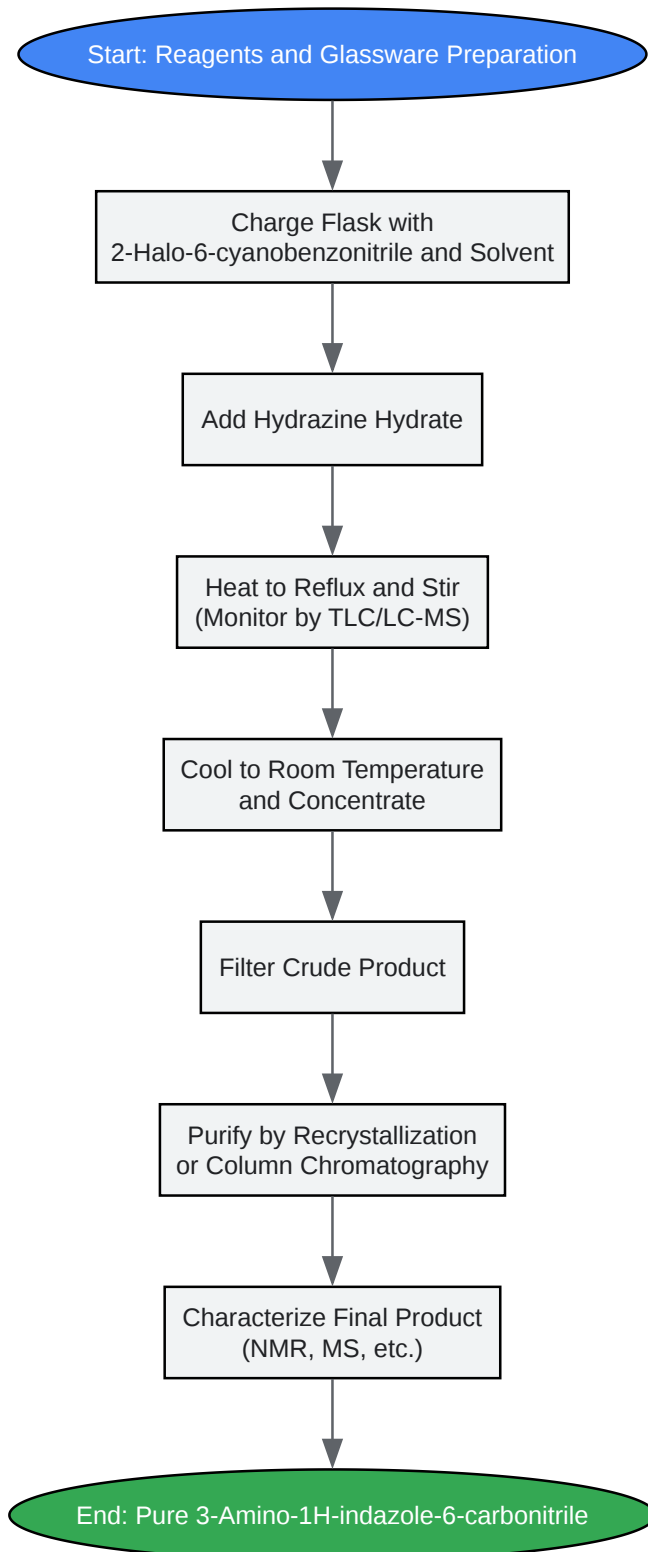 Start: Reagents and Glassware Preparation
Charge Flask with
2-Halo-6-cyanobenzonitrile and Solvent
Add Hydrazine Hydrate
Heat to Reflux and Stir
(Monitor by TLC/LC-MS)
Cool to Room Temperature
and Concentrate
Filter Crude Product
Purify by Recrystallization
or Column Chromatography
Characterize Final Product
(NMR, MS, etc.)
End: Pure 3-Amino-1H-indazole-6-carbonitrile